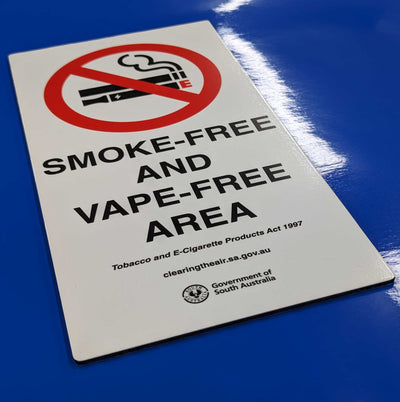 SMOKE-FREE
AND
VAPE-FREE
AREA
Tobacco and E-Cigarette Products Act 1997
clearingtheair.sa.gov.au
Government of
South Australia